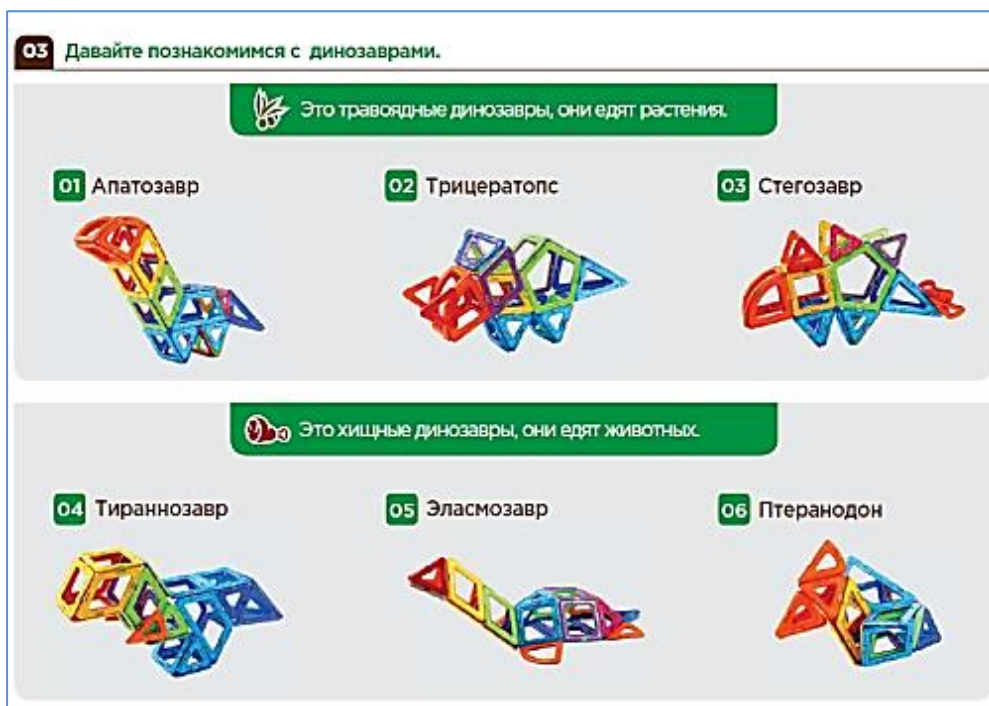 03 Давайте познакомимся с динозаврами.
Это травоядные динозавры, они едят растения.
01 Апатозавр
02 Трицератопс
03 Стегозавр
Это хищные динозавры, они едят животных.
04 Тираннозавр
05 Эласмозавр
06 Птеранодон